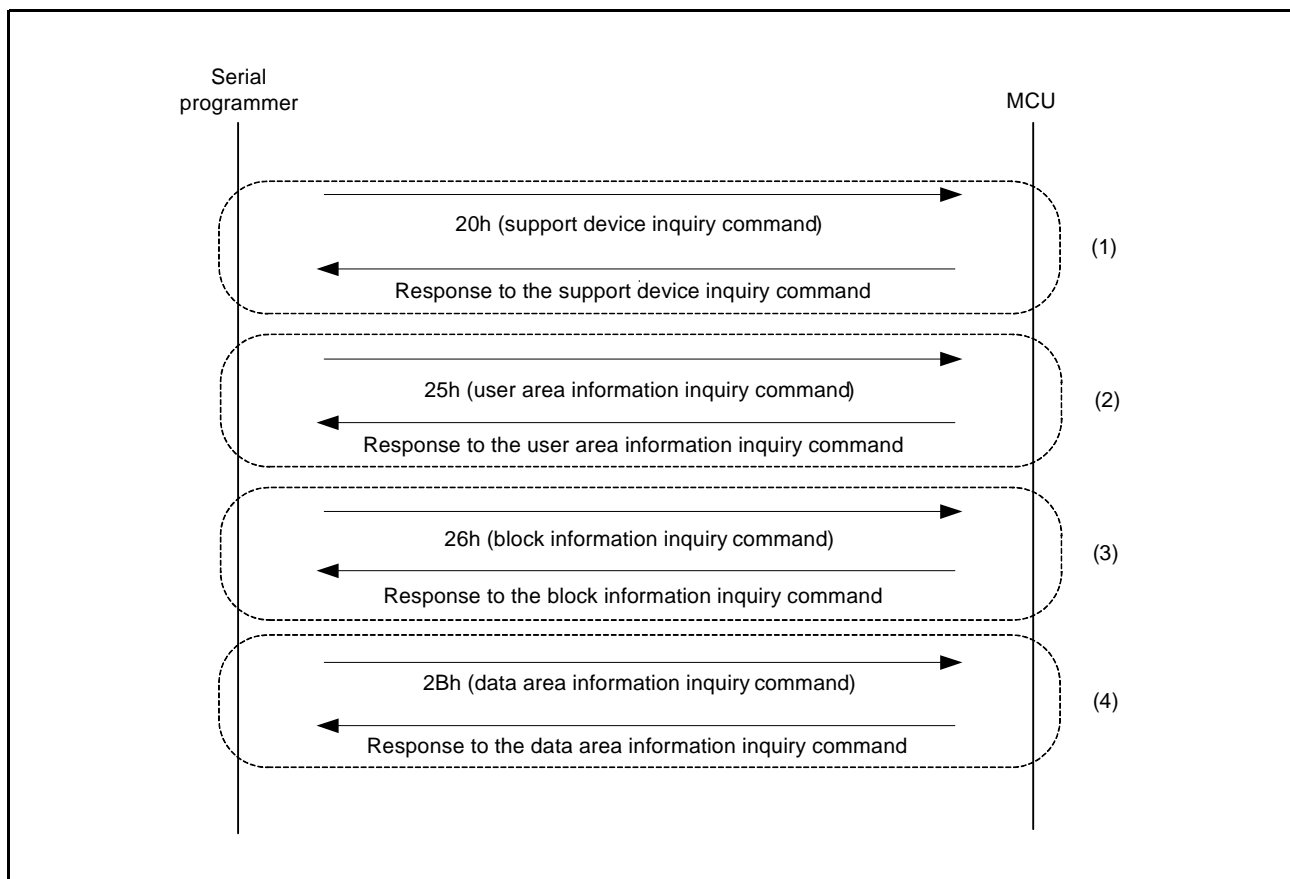 Serial
programmer
MCU
20h (support device inquiry command)
(1)
Response to the support device inquiry command
25h (user area information inquiry command)
(2)
Response to the user area information inquiry command
26h (block information inquiry command)
(3)
Response to the block information inquiry command
2Bh (data area information inquiry command)
(4)
Response to the data area information inquiry command